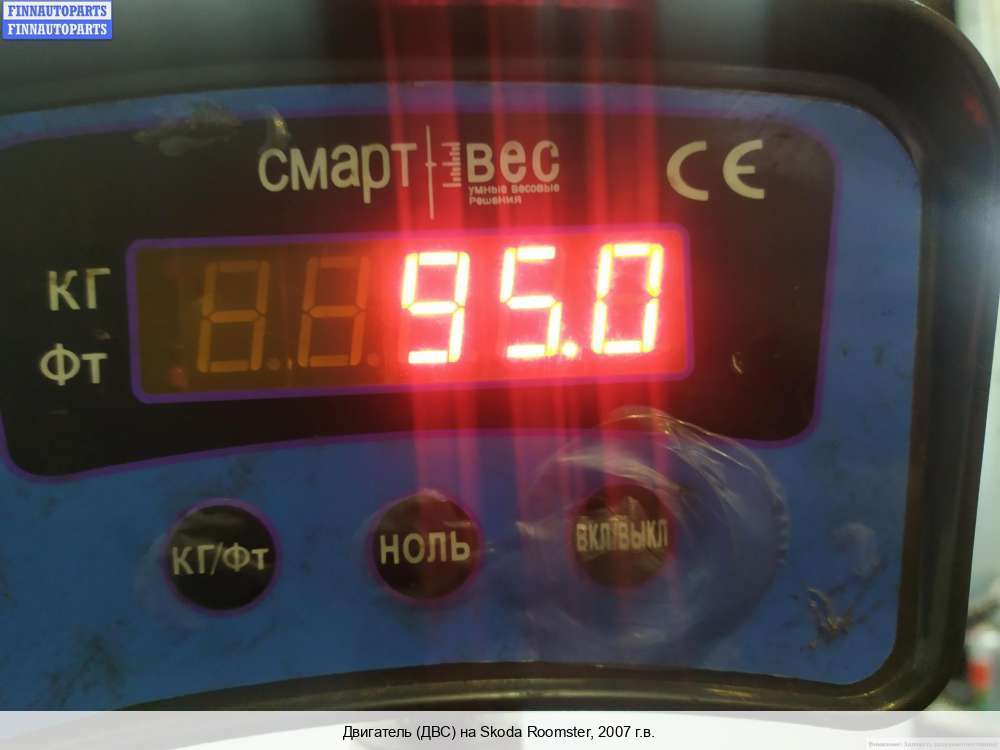 FINNAUTOPARTS
FINNAUTOPARTS
смарт вес
умные весовые
решения
CE
кг
95.0
Фт
кг/Фт
ноль
вкл/выкл
Двигатель (ДВС) на Skoda Roomster, 2007 г.в.